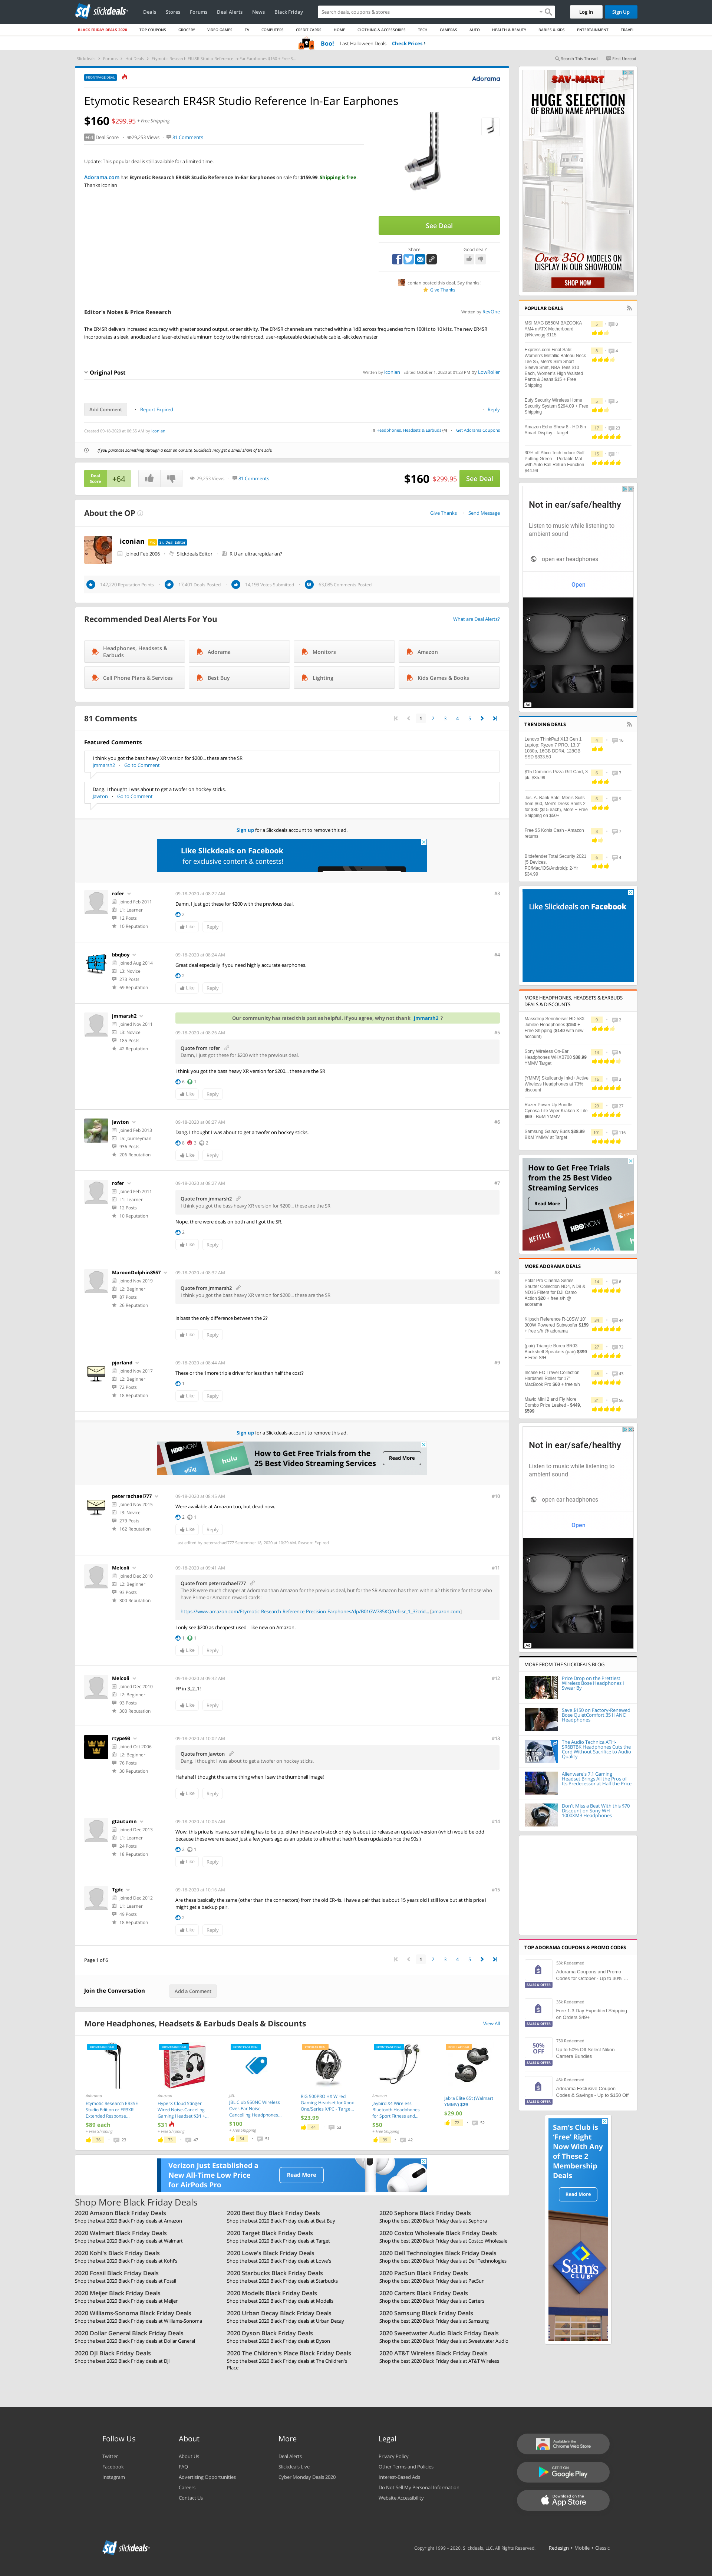 slickdeals
Deals Stores Forums Deal Alerts News Black Friday
Search deals, coupons & stores
Log In
Sign Up
BLACK FRIDAY DEALS 2020 TOP COUPONS GROCERY VIDEO GAMES TV COMPUTERS CREDIT CARDS HOME CLOTHING & ACCESSORIES TECH CAMERAS AUTO HEALTH & BEAUTY BABIES & KIDS ENTERTAINMENT TRAVEL
Boo! Last Halloween Deals Check Prices
Search This Thread First Unread
FRONTPAGE DEAL
Adorama
Etymotic Research ER4SR Studio Reference In-Ear Earphones
$160 $299.95 + Free Shipping
+64 Deal Score 29,253 Views 81 Comments
Update: This popular deal is still available for a limited time.
Adorama.com has Etymotic Research ER4SR Studio Reference In-Ear Earphones on sale for $159.99. Shipping is free.
Thanks iconian
See Deal
Share Good deal?
iconian posted this deal. Say thanks!
Give Thanks
Editor's Notes & Price Research
Written by RevOne
The ER4SR delivers increased accuracy with greater sound output, or sensitivity. The ER4SR channels are matched within a 1dB across frequencies from 100Hz to 10 kHz. The new ER4SR
incorporates a sleek, anodized and laser-etched aluminum body to the reinforced, user-replaceable detachable cable. -slickdewmaster
Original Post
Written by iconian Edited October 1, 2020 at 01:23 PM by LowRoller
Add Comment Report Expired Reply
Created 09-18-2020 at 06:55 AM by iconian
in Headphones, Headsets & Earbuds (4) Get Adorama Coupons
If you purchase something through a post on our site, Slickdeals may get a small share of the sale.
Deal Score +64
29,253 Views 81 Comments
$160 $299.95 See Deal
About the OP
Give Thanks Send Message
iconian Pro Sr. Deal Editor
Joined Feb 2006 Slickdeals Editor R U an ultracrepidarian?
142,220 Reputation Points 17,401 Deals Posted 14,199 Votes Submitted 63,080 Comments Posted
Recommended Deal Alerts For You
What are Deal Alerts?
Headphones, Headsets & Earbuds
Adorama
Monitors
Amazon
Cell Phone Plans & Services
Best Buy
Lighting
Kids Games & Books
81 Comments
1 2 3 4 5
Featured Comments
I think you got the bass heavy XR version for $200... these are the SR
jmmarsh2 Go to Comment
Dang, I thought I was about to get a twofer on hockey sticks.
Jawton Go to Comment
Sign up for a Slickdeals account to remove this ad.
Like Slickdeals on Facebook
for exclusive content & contests!
rofer
Joined Feb 2011
L1: Learner
12 Posts
10 Reputation
09-18-2020 at 08:22 AM #3
Damn, I just got these for $200 with the previous deal.
2
Like Reply
bbqboy
Joined Aug 2014
L3: Novice
273 Posts
69 Reputation
09-18-2020 at 08:24 AM #4
Great deal especially if you need highly accurate earphones.
2
Like Reply
jmmarsh2
Joined Nov 2011
L3: Novice
185 Posts
42 Reputation
Our community has rated this post as helpful. If you agree, why not thank jmmarsh2 ?
09-18-2020 at 08:26 AM #5
Quote from rofer
Damn, I just got these for $200 with the previous deal.
I think you got the bass heavy XR version for $200... these are the SR
6 1
Like Reply
Jawton
Joined Feb 2013
L5: Journeyman
936 Posts
206 Reputation
09-18-2020 at 08:27 AM #6
Dang, I thought I was about to get a twofer on hockey sticks.
8 3 2
Like Reply
rofer
Joined Feb 2011
L1: Learner
12 Posts
10 Reputation
09-18-2020 at 08:27 AM #7
Quote from jmmarsh2
I think you got the bass heavy XR version for $200... these are the SR
Nope, there were deals on both and I got the SR.
2
Like Reply
MaroonDolphin8557
Joined Nov 2019
L2: Beginner
87 Posts
26 Reputation
09-18-2020 at 08:32 AM #8
Quote from jmmarsh2
I think you got the bass heavy XR version for $200... these are the SR
Is bass the only difference between the 2?
Like Reply
pjorland
Joined Nov 2017
L2: Beginner
72 Posts
18 Reputation
09-18-2020 at 08:44 AM #9
These or the 1more triple driver for less than half the cost?
1
Like Reply
Sign up for a Slickdeals account to remove this ad.
How to Get Free Trials from the
25 Best Video Streaming Services
Read More
peterrachael777
Joined Nov 2015
L3: Novice
279 Posts
162 Reputation
09-18-2020 at 08:45 AM #10
Were available at Amazon too, but dead now.
2 1
Like Reply
Last edited by peterrachael777 September 18, 2020 at 10:39 AM. Reason: Expired
Melcoli
Joined Dec 2010
L2: Beginner
93 Posts
300 Reputation
09-18-2020 at 09:41 AM #11
Quote from peterrachael777
The XR were much cheaper at Adorama than Amazon for the previous deal, but for the SR Amazon has them within $2 this time for those who
have Prime or Amazon reward cards:
I only see $200 as cheapest used - like new on Amazon.
1 1
Like Reply
Melcoli
Joined Dec 2010
L2: Beginner
93 Posts
300 Reputation
09-18-2020 at 09:42 AM #12
FP in 3..2..1!
Like Reply
rtype93
Joined Oct 2006
L2: Beginner
76 Posts
30 Reputation
09-18-2020 at 10:02 AM #13
Quote from Jawton
Dang, I thought I was about to get a twofer on hockey sticks.
Hahaha! I thought the same thing when I saw the thumbnail image!
Like Reply
gtautumn
Joined Dec 2013
L1: Learner
24 Posts
18 Reputation
09-18-2020 at 10:05 AM #14
Wow, this price is insane, something has to be up, either these are b-stock or ety is about to release an updated version (which would be odd
because these were released just a few years ago as an update to a line that hadn't been updated since the 90s.)
2 1
Like Reply
Tgdc
Joined Dec 2012
L1: Learner
49 Posts
18 Reputation
09-18-2020 at 10:16 AM #15
Are these basically the same (other than the connectors) from the old ER-4s. I have a pair that is about 15 years old I still love but at this price I
might get a backup pair.
2
Like Reply
Page 1 of 6
1 2 3 4 5
Join the Conversation Add a Comment
More Headphones, Headsets & Earbuds Deals & Discounts
View All
Adorama
Etymotic Research ER3SE Studio Edition or ER3XR Extended Response...
$89 each
+ Free Shipping
Amazon
HyperX Cloud Stinger Wired Noise-Canceling Gaming Headset $31 + ...
$31
+ Free Shipping
JBL
JBL Club 950NC Wireless Over-Ear Noise Cancelling Headphones...
$100
+ Free Shipping
RIG 500PRO HX Wired Gaming Headset for Xbox One/Series X/PC - Targe...
$23.99
Amazon
Jaybird X4 Wireless Bluetooth Headphones for Sport Fitness and...
$50
+ Free Shipping
Jabra Elite 65t (Walmart YMMV) $29
$29.00
Verizon Just Established a
New All-Time Low Price
for AirPods Pro
Read More
Shop More Black Friday Deals
2020 Amazon Black Friday Deals
Shop the best 2020 Black Friday deals at Amazon
2020 Best Buy Black Friday Deals
Shop the best 2020 Black Friday deals at Best Buy
2020 Sephora Black Friday Deals
Shop the best 2020 Black Friday deals at Sephora
2020 Walmart Black Friday Deals
Shop the best 2020 Black Friday deals at Walmart
2020 Target Black Friday Deals
Shop the best 2020 Black Friday deals at Target
2020 Costco Wholesale Black Friday Deals
Shop the best 2020 Black Friday deals at Costco Wholesale
2020 Kohl's Black Friday Deals
Shop the best 2020 Black Friday deals at Kohl's
2020 Lowe's Black Friday Deals
Shop the best 2020 Black Friday deals at Lowe's
2020 Dell Technologies Black Friday Deals
Shop the best 2020 Black Friday deals at Dell Technologies
2020 Fossil Black Friday Deals
Shop the best 2020 Black Friday deals at Fossil
2020 Starbucks Black Friday Deals
Shop the best 2020 Black Friday deals at Starbucks
2020 PacSun Black Friday Deals
Shop the best 2020 Black Friday deals at PacSun
2020 Meijer Black Friday Deals
Shop the best 2020 Black Friday deals at Meijer
2020 Modells Black Friday Deals
Shop the best 2020 Black Friday deals at Modells
2020 Carters Black Friday Deals
Shop the best 2020 Black Friday deals at Carters
2020 Williams-Sonoma Black Friday Deals
Shop the best 2020 Black Friday deals at Williams-Sonoma
2020 Urban Decay Black Friday Deals
Shop the best 2020 Black Friday deals at Urban Decay
2020 Samsung Black Friday Deals
Shop the best 2020 Black Friday deals at Samsung
2020 Dollar General Black Friday Deals
Shop the best 2020 Black Friday deals at Dollar General
2020 Dyson Black Friday Deals
Shop the best 2020 Black Friday deals at Dyson
2020 Sweetwater Audio Black Friday Deals
Shop the best 2020 Black Friday deals at Sweetwater Audio
2020 DJI Black Friday Deals
Shop the best 2020 Black Friday deals at DJI
2020 The Children's Place Black Friday Deals
Shop the best 2020 Black Friday deals at The Children's
Place
2020 AT&T Wireless Black Friday Deals
Shop the best 2020 Black Friday deals at AT&T Wireless
SAV-MART
HUGE SELECTION
Over 350 MODELS
ON DISPLAY IN SHOWROOM
SHOP NOW
POPULAR DEALS
MSI MAG B550M BAZOOKA AM4 mATX Motherboard @Newegg $115
Express.com Final Sale: Women's Metallic Bateau Neck Tee $5, Men's Slim Short Sleeve Shirt, NBA Tees $10 Each, Women's High Waisted Pants & Jeans $15 + Free Shipping
Eufy Security Wireless Home Security System $294.09 + Free Shipping
Amazon Echo Show 8 - HD 8in Smart Display : Target
30% off Abco Tech Indoor Golf Putting Green – Portable Mat with Auto Ball Return Function $44.99
Not in ear/safe/healthy
Listen to music while listening to
ambient sound
open ear headphones
Open
TRENDING DEALS
Lenovo ThinkPad X13 Gen 1 Laptop: Ryzen 7 PRO, 13.3" 1080p, 16GB DDR4, 128GB SSD $833.50
$15 Domino's Pizza Gift Card, 3 pk. $35.99
Jos. A. Bank Sale: Men's Suits from $60, Men's Dress Shirts 2 for $30 ($15 each), More + Free Shipping on $50+
Free $5 Kohls Cash - Amazon returns
Bitdefender Total Security 2021 (5 Devices, PC/Mac/iOS/Android): 2-Yr $34.99
Like Slickdeals on Facebook
MORE HEADPHONES, HEADSETS & EARBUDS DEALS & DISCOUNTS
Massdrop Sennheiser HD 58X Jubilee Headphones $150 + Free Shipping ($140 with new account)
Sony Wireless On-Ear Headphones WHXB700 $38.99 YMMV Target
[YMMV] Skullcandy Inkd+ Active Wireless Headphones at 73% discount
Razer Power Up Bundle – Cynosa Lite Viper Kraken X Lite $69 - B&M YMMV
Samsung Galaxy Buds $38.99 B&M YMMV at Target
How to Get Free Trials
from the 25 Best Video
Streaming Services
Read More
NETFLIX HBO NOW
MORE ADORAMA DEALS
Polar Pro Cinema Series Shutter Collection ND4, ND8 & ND16 Filters for DJI Osmo Action $20 + free s/h @ adorama
Klipsch Reference R-10SW 10" 300W Powered Subwoofer $150 + free s/h @ adorama
(pair) Triangle Borea BR03 Bookshelf Speakers (pair) $399 + Free S/H
Incase EO Travel Collection Hardshell Roller for 17" MacBook Pro $60 + free s/h
Mavic Mini 2 and Fly More Combo Price Leaked - $449, $599
Not in ear/safe/healthy
Listen to music while listening to
ambient sound
open ear headphones
Open
MORE FROM THE SLICKDEALS BLOG
Price Drop on the Prettiest Wireless Bose Headphones I Swear By
Save $150 on Factory-Renewed Bose QuietComfort 35 II ANC Headphones
The Audio Technica ATH-SR6BTBK Headphones Cuts the Cord Without Sacrifice to Audio Quality
Alienware's 7.1 Gaming Headset Brings All the Pros of Its Predecessor at Half the Price
Don't Miss a Beat With this $70 Discount on Sony WH-1000XM3 Headphones
TOP ADORAMA COUPONS & PROMO CODES
Adorama Coupons and Promo Codes for October - Up to 30% ...
SALES & OFFER
Free 1-3 Day Expedited Shipping on Orders $49+
SALES & OFFER
50% OFF
Up to 50% Off Select Nikon Camera Bundles
SALES & OFFER
Adorama Exclusive Coupon Codes & Savings - Up to $150 Off
SALES & OFFER
Sam's Club is
'Free' Right
Now With Any
of These 2
Membership
Deals
Read More
Sam's
CLUB
Follow Us
Twitter
Facebook
Instagram
About
About Us
FAQ
Advertising Opportunities
Careers
Contact Us
More
Deal Alerts
Slickdeals Live
Cyber Monday Deals 2020
Legal
Privacy Policy
Other Terms and Policies
Interest-Based Ads
Do Not Sell My Personal Information
Website Accessibility
Available in the
Chrome Web Store
GET IT ON
Google Play
Download on the
App Store
slickdeals
Copyright 1999 - 2020. Slickdeals, LLC. All Rights Reserved. Redesign • Mobile • Classic